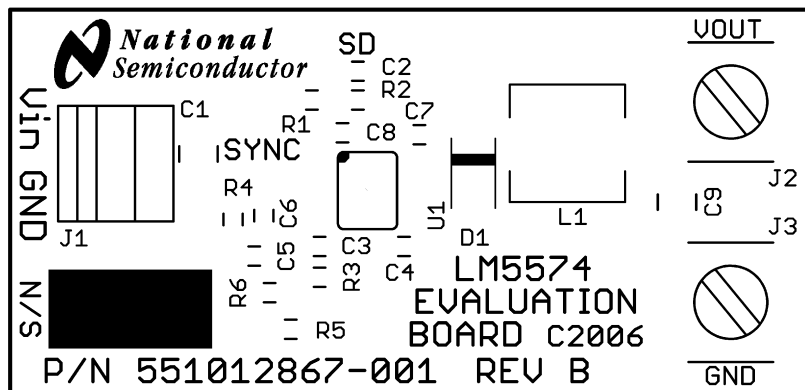 National
Semiconductor
SD
C2
R2
R1
C7
C8
Vin GND
C1
SYNC
J1
R4
C6
C5
R6
C3
R3
R5
C4
U1
D1
L1
VOUT
J2
C9
J3
GND
LM5574
EVALUATION
BOARD C2006
N/S
P/N 551012867-001 REV B